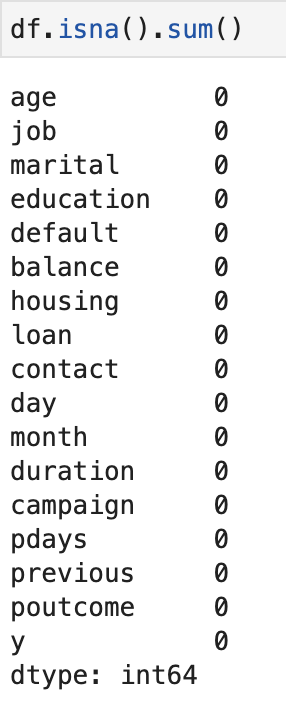 df.isna().sum()
age 0
job 0
marital 0
education 0
default 0
balance 0
housing 0
loan 0
contact 0
day 0
month 0
duration 0
campaign 0
pdays 0
previous 0
poutcome 0
y 0
dtype: int64